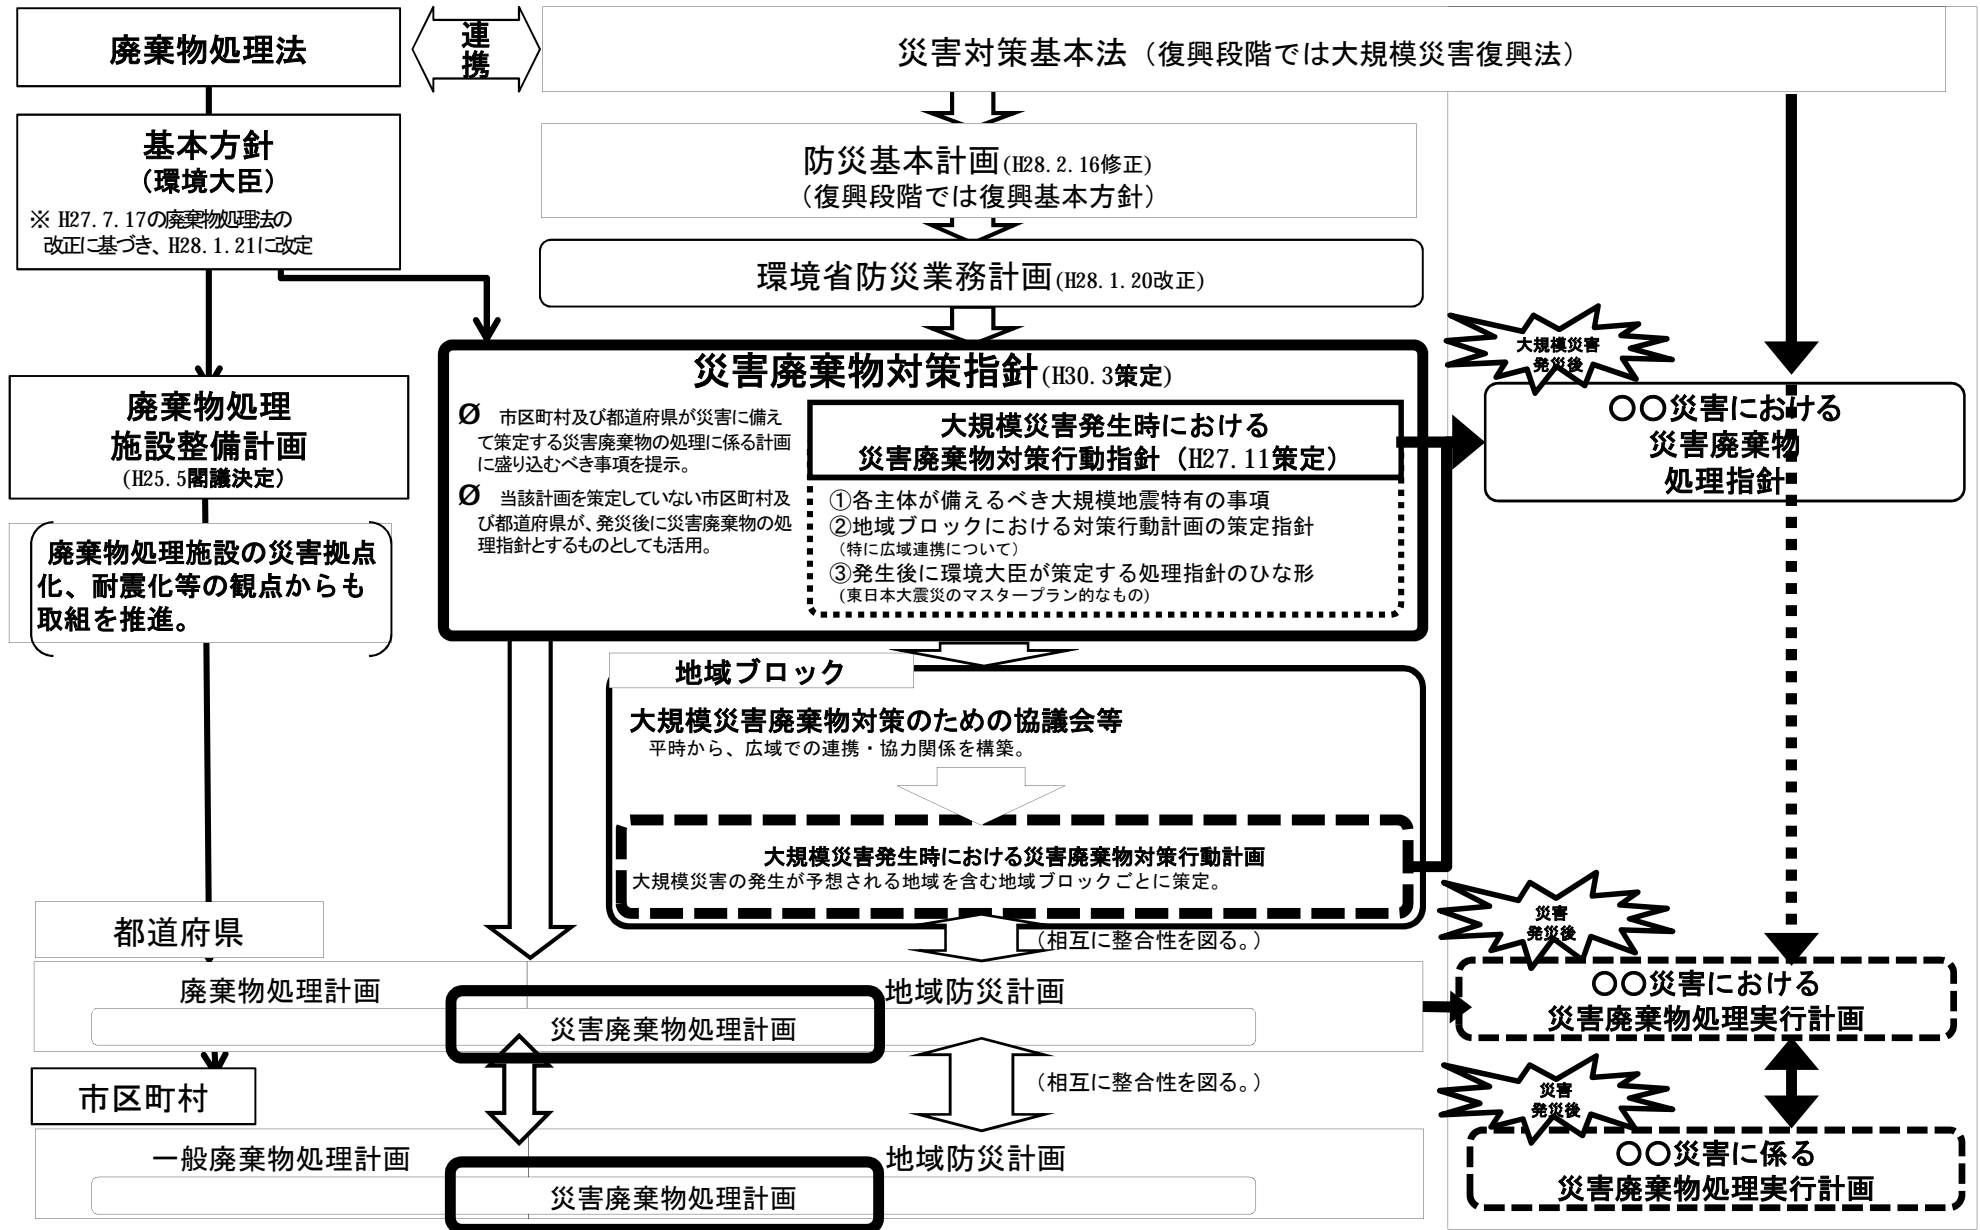 廃棄物処理法
連
携
災害対策基本法（復興段階では大規模災害復興法）
基本方針
（環境大臣）
※ H27.7.17の廃棄物処理法の
改正に基づき、H28.1.21に改定
防災基本計画(H28.2.16修正)
（復興段階では復興基本方針）
環境省防災業務計画(H28.1.20改正)
災害廃棄物対策指針(H30.3策定)
Ø 市区町村及び都道府県が災害に備え
て策定する災害廃棄物の処理に係る計画
に盛り込むべき事項を提示。
Ø 当該計画を策定していない市区町村及
び都道府県が、発災後に災害廃棄物の処
理指針とするものとしても活用。
大規模災害発生時における
災害廃棄物対策行動指針（H27.11策定）
①各主体が備えるべき大規模地震特有の事項
②地域ブロックにおける対策行動計画の策定指針
（特に広域連携について）
③発生後に環境大臣が策定する処理指針のひな形
(東日本大震災のマスタープラン的なもの)
大規模災害
発災後
〇〇災害における
災害廃棄物
処理指針
廃棄物処理
施設整備計画
(H25.5閣議決定)
廃棄物処理施設の災害拠点
化、耐震化等の観点からも
取組を推進。
地域ブロック
大規模災害廃棄物対策のための協議会等
平時から、広域での連携・協力関係を構築。
大規模災害発生時における災害廃棄物対策行動計画
大規模災害の発生が予想される地域を含む地域ブロックごとに策定。
（相互に整合性を図る。）
都道府県
廃棄物処理計画
地域防災計画
災害廃棄物処理計画
災害
発災後
〇〇災害における
災害廃棄物処理実行計画
（相互に整合性を図る。）
市区町村
一般廃棄物処理計画
地域防災計画
災害廃棄物処理計画
災害
発災後
〇〇災害に係る
災害廃棄物処理実行計画